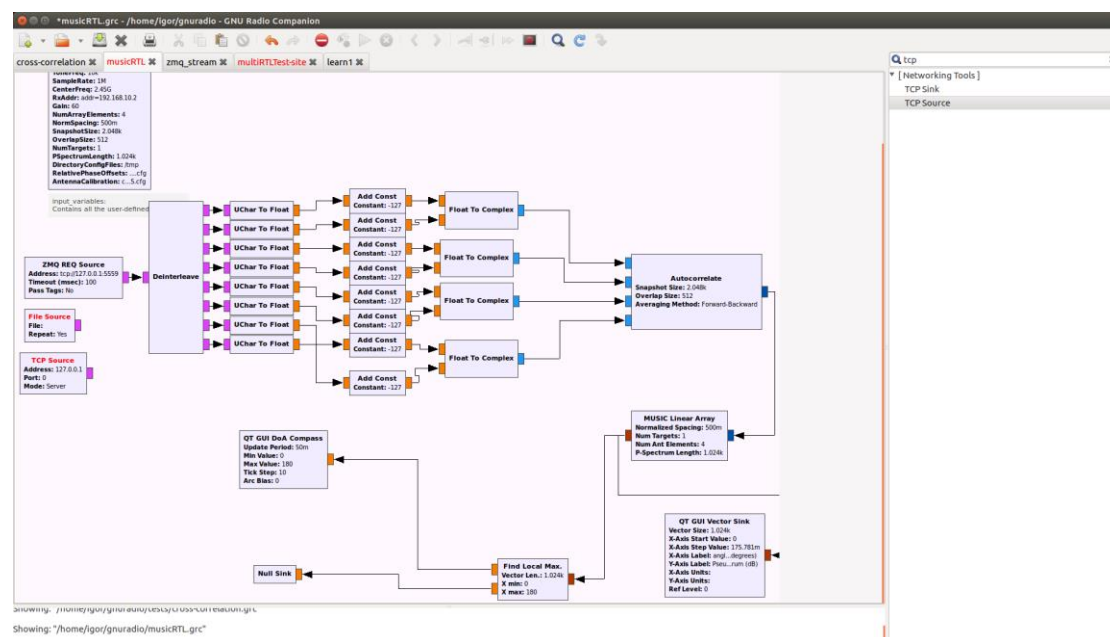 *musicRTL.grc - /home/igor/gnuradio - GNU Radio Companion
cross-correlation musicRTL zmq_stream multiRTLTest-site learn1
tcp
[ Networking Tools ]
TCP Sink
TCP Source
SampleRate: 1M
CenterFreq: 2.45G
RxAddr: addr=192.168.10.2
Gain: 60
NumArrayElements: 4
NormSpacing: 500m
SnapshotSize: 2.048k
OverlapSize: 512
NumTargets: 1
PSpectrumLength: 1.024k
DirectoryConfigFiles: /tmp
RelativePhaseOffsets: ....cfg
AntennaCalibration: c...S.cfg
input_variables:
Contains all the user-defined
ZMQ REQ Source
Address: tcp://127.0.0.1:5559
Timeout (msec): 100
Pass Tags: No
File Source
File:
Repeat: Yes
TCP Source
Address: 127.0.0.1
Port: 0
Mode: Server
Deinterleave
UChar To Float
UChar To Float
UChar To Float
UChar To Float
UChar To Float
UChar To Float
UChar To Float
UChar To Float
Add Const
Constant: -127
Add Const
Constant: -127
Add Const
Constant: -127
Add Const
Constant: -127
Add Const
Constant: -127
Add Const
Constant: -127
Add Const
Constant: -127
Add Const
Constant: -127
Float To Complex
Float To Complex
Float To Complex
Float To Complex
Autocorrelate
Snapshot Size: 2.048k
Overlap Size: 512
Averaging Method: Forward-Backward
MUSIC Linear Array
Normalized Spacing: 500m
Num Targets: 1
Num Ant Elements: 4
P-Spectrum Length: 1.024k
QT GUI DoA Compass
Update Period: 50m
Min Value: 0
Max Value: 180
Tick Step: 10
Arc Bias: 0
QT GUI Vector Sink
Vector Size: 1.024k
X-Axis Start Value: 0
X-Axis Step Value: 175.781m
X-Axis Label: angl...degrees)
Y-Axis Label: Pseu...rum (dB)
X-Axis Units:
Y-Axis Units:
Ref Level: 0
Find Local Max.
Vector Len.: 1.024k
X min: 0
X max: 180
Null Sink
Showing: "/home/igor/gnuradio/tests/cross-correlation.grc"
Showing: "/home/igor/gnuradio/musicRTL.grc"